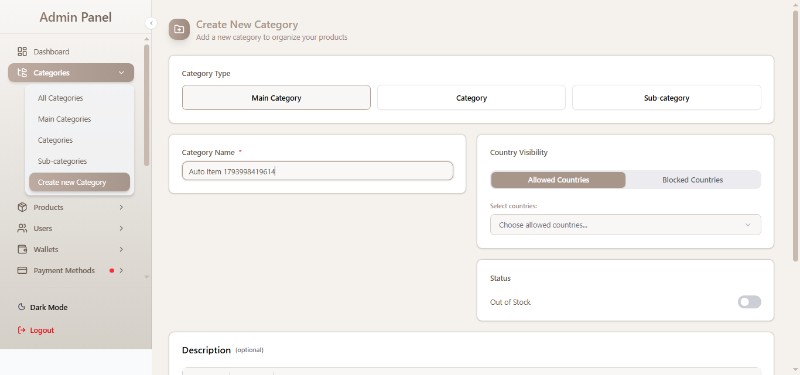 Admin Panel
Dashboard
Categories
All Categories
Main Categories
Categories
Sub-categories
Create new Category
Products
Users
Wallets
Payment Methods
Dark Mode
Logout
Create New Category
Add a new category to organize your products
Category Type
Main Category
Category
Sub-category
Category Name *
Auto Item 1793998419614
Country Visibility
Allowed Countries
Blocked Countries
Select countries:
Choose allowed countries...
Status
Out of Stock
Description (optional)